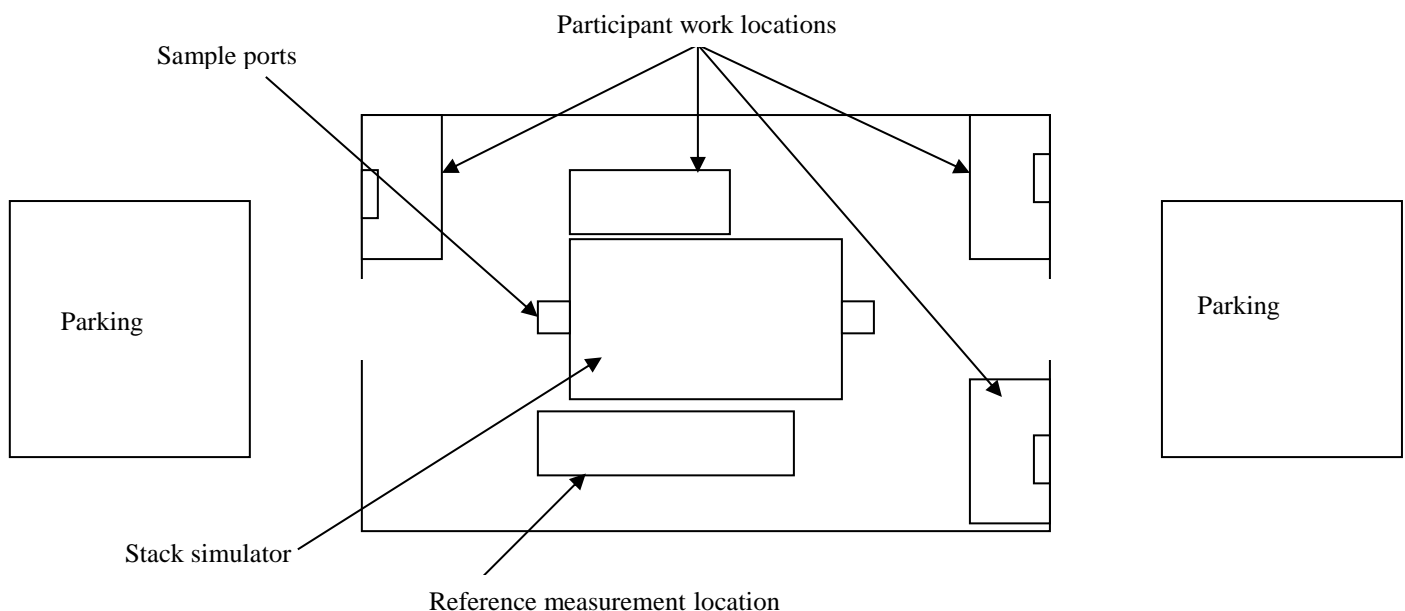 Participant work locations
Sample ports
Parking
Parking
Stack simulator
Reference measurement location